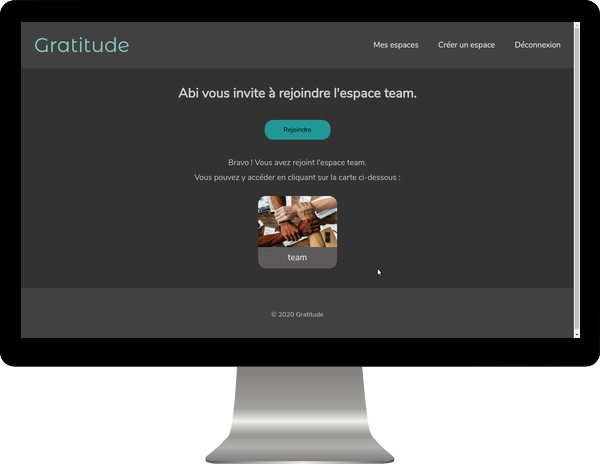 Gratitude
Mes espaces
Créer un espace
Déconnexion
Abi vous invite à rejoindre l'espace team.
Rejoindre
Bravo ! Vous avez rejoint l'espace team.
Vous pouvez y accéder en cliquant sur la carte ci-dessous :
team
© 2020 Gratitude